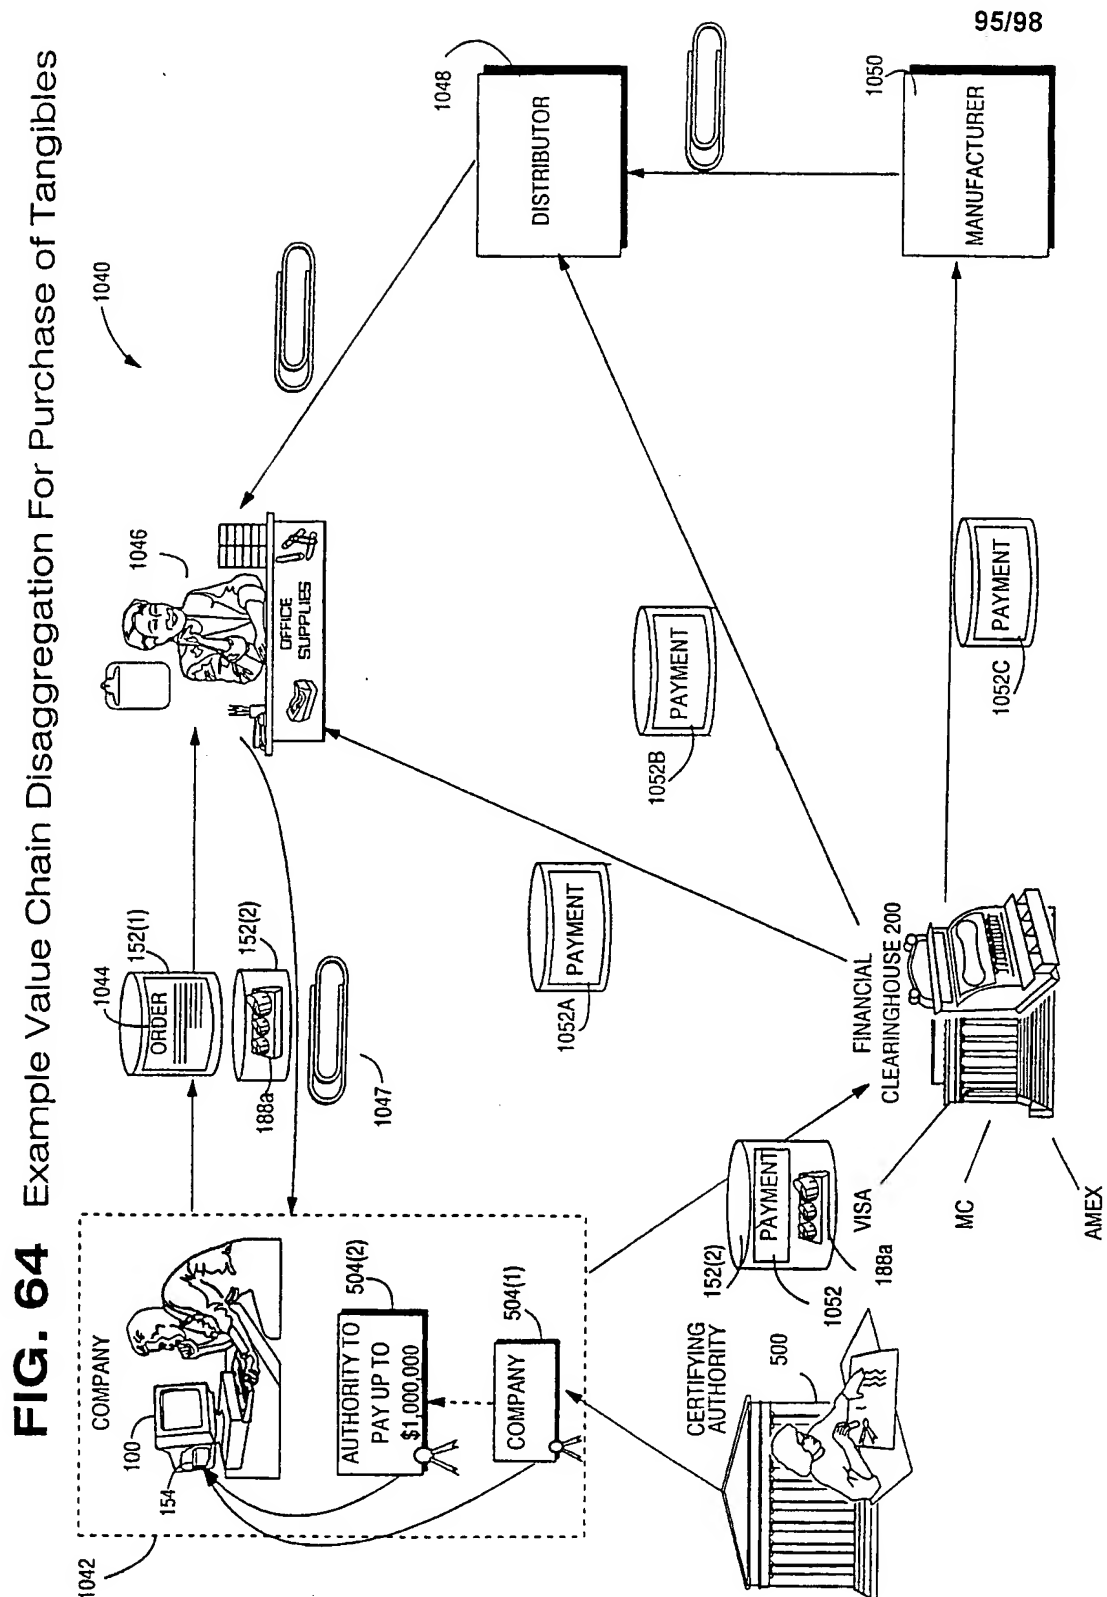 95/98
FIG. 64 Example Value Chain Disaggregation For Purchase of Tangibles
1042
COMPANY
100
154
AUTHORITY TO
PAY UP TO
$1,000,000
504(2)
COMPANY
504(1)
1044
152(1)
ORDER
152(2)
188a
1047
1046
OFFICE
SUPPLIES
1040
1048
DISTRIBUTOR
1050
MANUFACTURER
CERTIFYING
AUTHORITY
500
152(2)
PAYMENT
1052
188a
VISA
MC
AMEX
FINANCIAL
CLEARINGHOUSE 200
PAYMENT
1052A
PAYMENT
1052B
PAYMENT
1052C